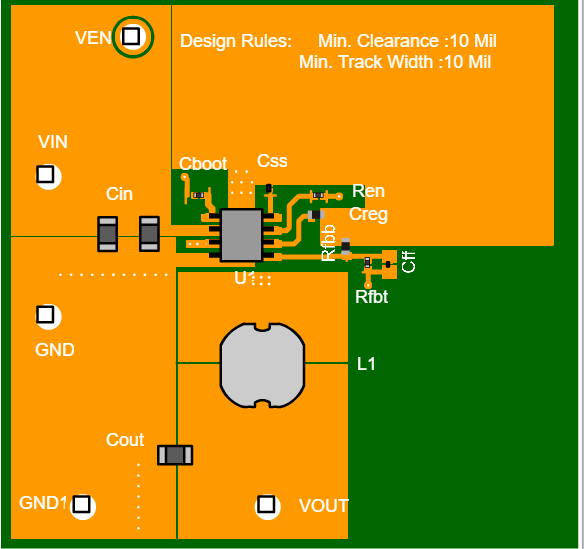 VEN
Design Rules: Min. Clearance :10 Mil
Min. Track Width :10 Mil
VIN
Cboot
Css
Cin
Ren
Creg
Rfbb
Cff
U1
Rfbt
GND
L1
Cout
GND1
VOUT